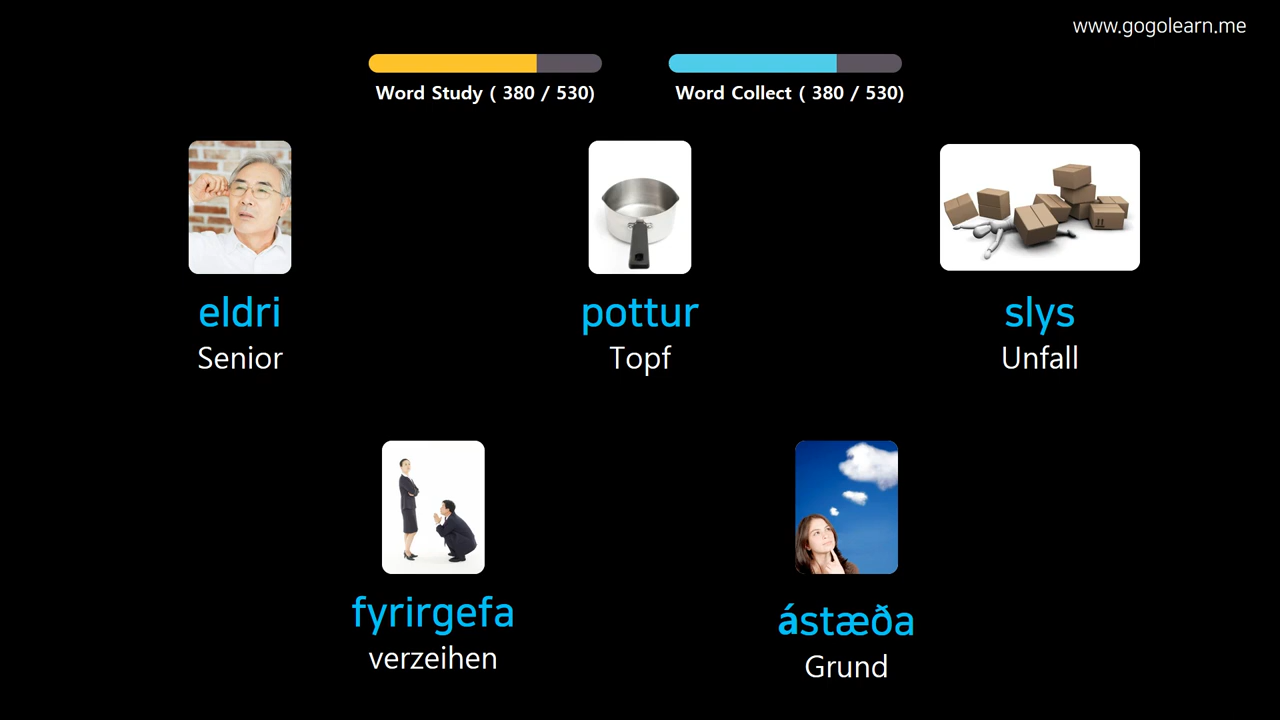 www.gogolearn.me
Word Study ( 380 / 530)
Word Collect ( 380 / 530)
eldri
Senior
pottur
Topf
slys
Unfall
fyrirgefa
verzeihen
ástæða
Grund